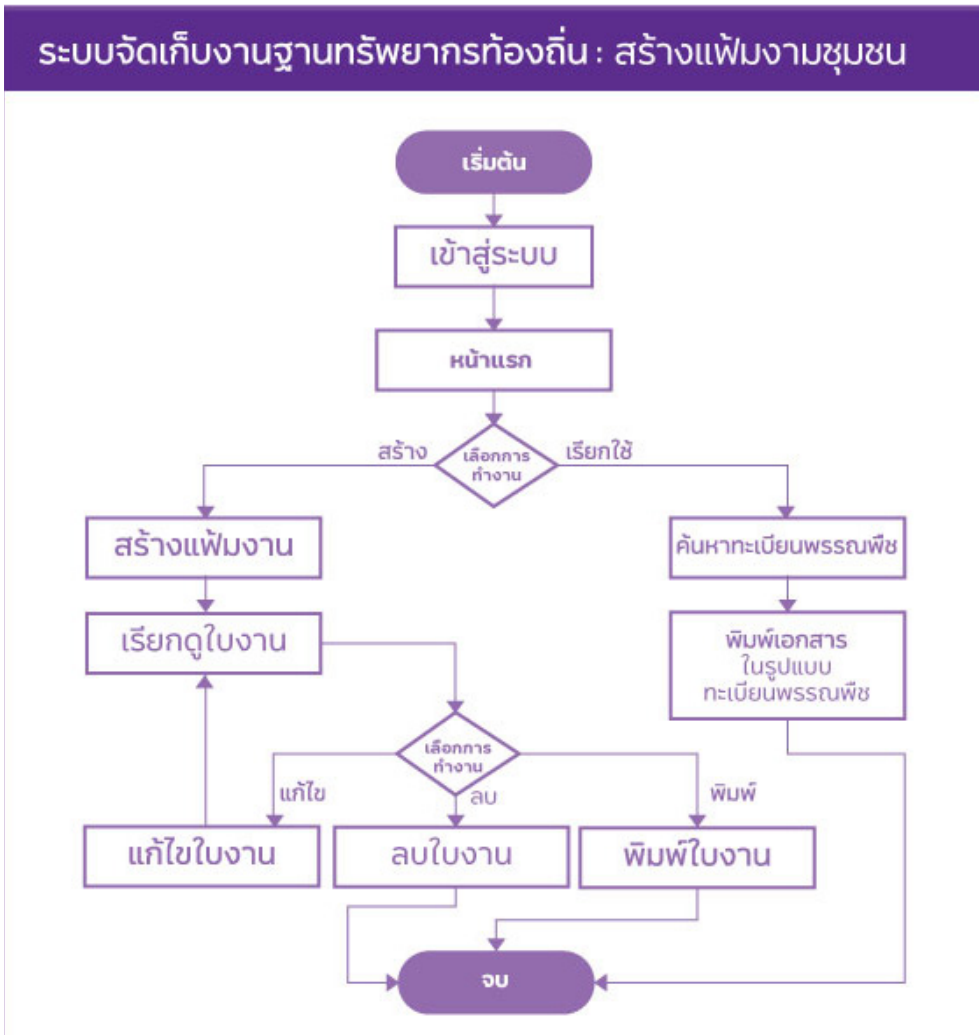 ระบบจัดเก็บงานฐานทรัพยากรท้องถิ่น : สร้างแฟ้มงามชุมชน
เริ่มต้น
เข้าสู่ระบบ
หน้าแรก
สร้าง
เลือกการ
ทำงาน
เรียกใช้
สร้างแฟ้มงาน
ค้นหาทะเบียนพรรณพืช
เรียกดูใบงาน
พิมพ์เอกสาร
ในรูปแบบ
ทะเบียนพรรณพืช
เลือกการ
ทำงาน
แก้ไข
ลบ
พิมพ์
แก้ไขใบงาน
ลบใบงาน
พิมพ์ใบงาน
จบ